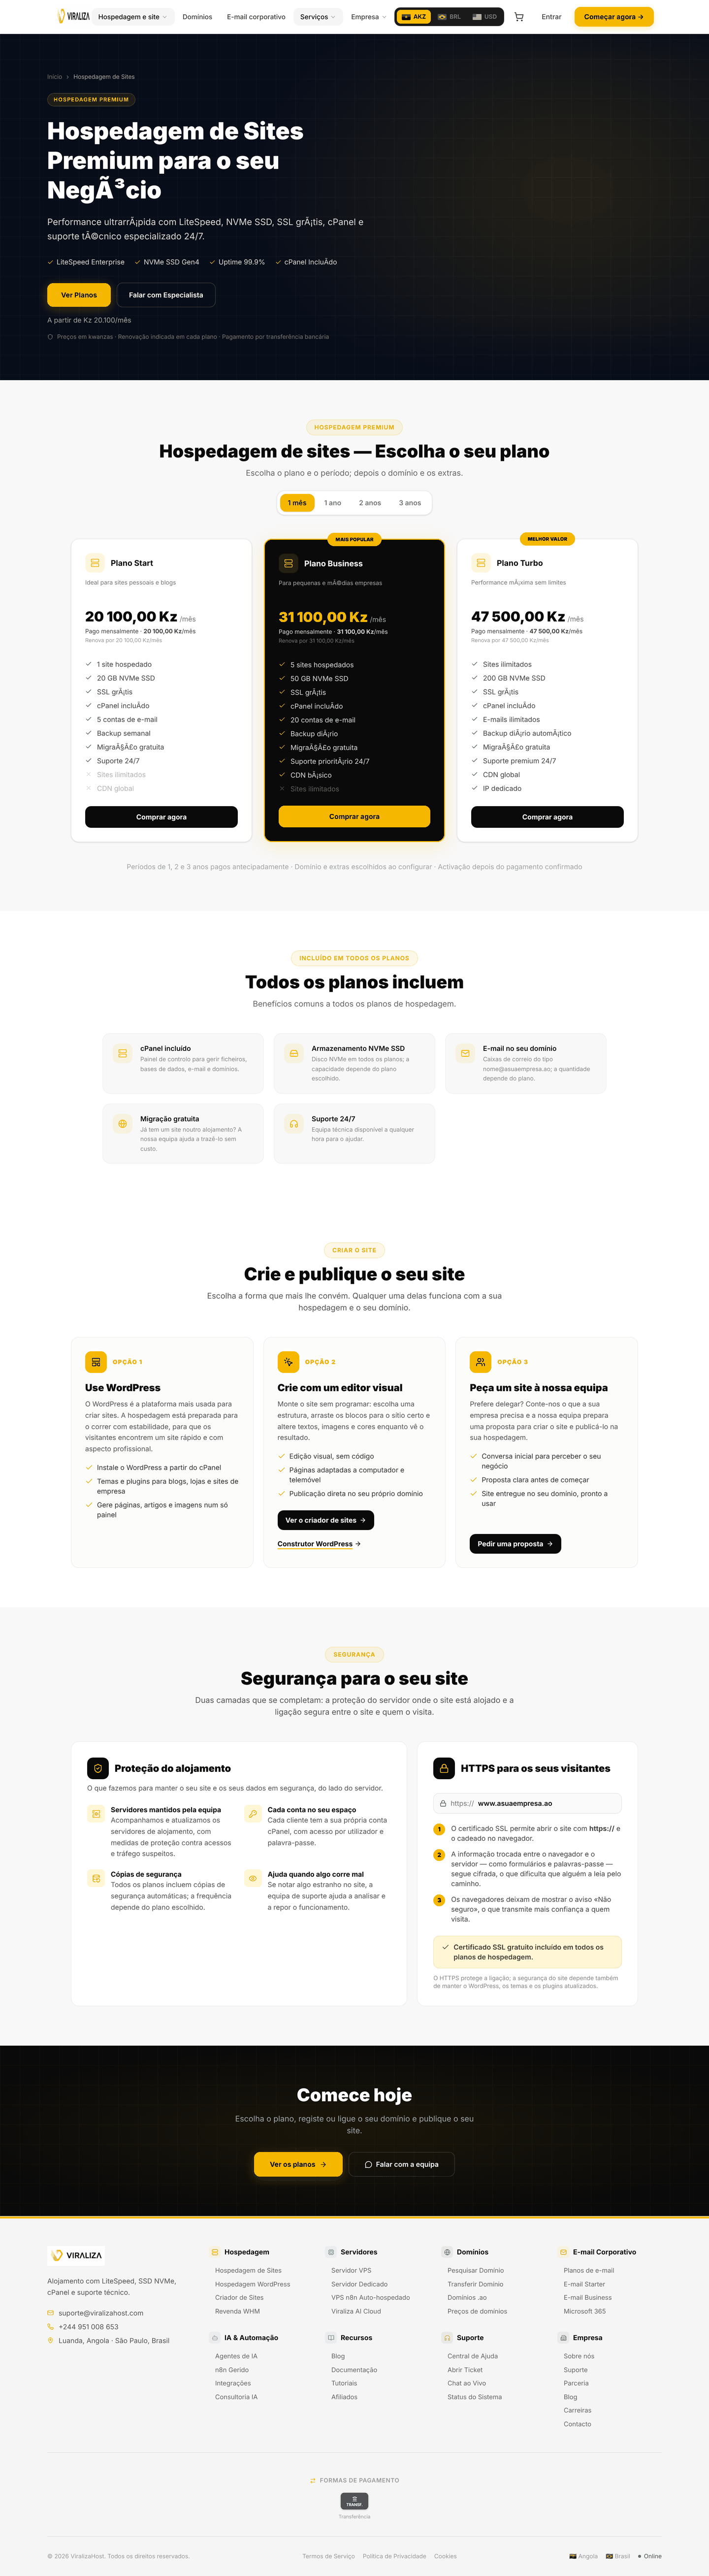 VIRALIZA
Hospedagem e site
Domínios
E-mail corporativo
Serviços
Empresa
AKZ
BRL
USD
Entrar
Começar agora →
Início > Hospedagem de Sites
HOSPEDAGEM PREMIUM
Hospedagem de Sites
Premium para o seu
NegÃ³cio
Performance ultrarrÃ¡pida com LiteSpeed, NVMe SSD, SSL grÃ¡tis, cPanel e
suporte tÃ©cnico especializado 24/7.
LiteSpeed Enterprise
NVMe SSD Gen4
Uptime 99.9%
cPanel IncluÃ­do
Ver Planos
Falar com Especialista
A partir de Kz 20.100/mês
Preços em kwanzas · Renovação indicada em cada plano · Pagamento por transferência bancária
HOSPEDAGEM PREMIUM
Hospedagem de sites — Escolha o seu plano
Escolha o plano e o período; depois o domínio e os extras.
1 mês
1 ano
2 anos
3 anos
Plano Start
Ideal para sites pessoais e blogs
20 100,00 Kz /mês
Pago mensalmente · 20 100,00 Kz/mês
Renova por 20 100,00 Kz/mês
1 site hospedado
20 GB NVMe SSD
SSL grÃ¡tis
cPanel incluÃ­do
5 contas de e-mail
Backup semanal
MigraÃ§Ã£o gratuita
Suporte 24/7
Sites ilimitados
CDN global
Comprar agora
MAIS POPULAR
Plano Business
Para pequenas e mÃ©dias empresas
31 100,00 Kz /mês
Pago mensalmente · 31 100,00 Kz/mês
Renova por 31 100,00 Kz/mês
5 sites hospedados
50 GB NVMe SSD
SSL grÃ¡tis
cPanel incluÃ­do
20 contas de e-mail
Backup diÃ¡rio
MigraÃ§Ã£o gratuita
Suporte prioritÃ¡rio 24/7
CDN bÃ¡sico
Sites ilimitados
Comprar agora
MELHOR VALOR
Plano Turbo
Performance mÃ¡xima sem limites
47 500,00 Kz /mês
Pago mensalmente · 47 500,00 Kz/mês
Renova por 47 500,00 Kz/mês
Sites ilimitados
200 GB NVMe SSD
SSL grÃ¡tis
cPanel incluÃ­do
E-mails ilimitados
Backup diÃ¡rio automÃ¡tico
MigraÃ§Ã£o gratuita
Suporte premium 24/7
CDN global
IP dedicado
Comprar agora
Períodos de 1, 2 e 3 anos pagos antecipadamente · Domínio e extras escolhidos ao configurar · Activação depois do pagamento confirmado
INCLUÍDO EM TODOS OS PLANOS
Todos os planos incluem
Benefícios comuns a todos os planos de hospedagem.
cPanel incluído
Painel de controlo para gerir ficheiros,
bases de dados, e-mail e domínios.
Armazenamento NVMe SSD
Disco NVMe em todos os planos; a
capacidade depende do plano
escolhido.
E-mail no seu domínio
Caixas de correio do tipo
nome@asuaempresa.ao; a quantidade
depende do plano.
Migração gratuita
Já tem um site noutro alojamento? A
nossa equipa ajuda a trazê-lo sem
custo.
Suporte 24/7
Equipa técnica disponível a qualquer
hora para o ajudar.
CRIAR O SITE
Crie e publique o seu site
Escolha a forma que mais lhe convém. Qualquer uma delas funciona com a sua
hospedagem e o seu domínio.
OPÇÃO 1
Use WordPress
O WordPress é a plataforma mais usada para
criar sites. A hospedagem está preparada para
o correr com estabilidade, para que os
visitantes encontrem um site rápido e com
aspecto profissional.
Instale o WordPress a partir do cPanel
Temas e plugins para blogs, lojas e sites de
empresa
Gere páginas, artigos e imagens num só
painel
OPÇÃO 2
Crie com um editor visual
Monte o site sem programar: escolha uma
estrutura, arraste os blocos para o sítio certo e
altere textos, imagens e cores enquanto vê o
resultado.
Edição visual, sem código
Páginas adaptadas a computador e
telemóvel
Publicação direta no seu próprio domínio
Ver o criador de sites →
Construtor WordPress →
OPÇÃO 3
Peça um site à nossa equipa
Prefere delegar? Conte-nos o que a sua
empresa precisa e a nossa equipa prepara
uma proposta para criar o site e publicá-lo na
sua hospedagem.
Conversa inicial para perceber o seu
negócio
Proposta clara antes de começar
Site entregue no seu domínio, pronto a
usar
Pedir uma proposta →
SEGURANÇA
Segurança para o seu site
Duas camadas que se completam: a proteção do servidor onde o site está alojado e a
ligação segura entre o site e quem o visita.
Proteção do alojamento
O que fazemos para manter o seu site e os seus dados em segurança, do lado do servidor.
Servidores mantidos pela equipa
Acompanhamos e atualizamos os
servidores de alojamento, com
medidas de proteção contra acessos
e tráfego suspeitos.
Cada conta no seu espaço
Cada cliente tem a sua própria conta
cPanel, com acesso por utilizador e
palavra-passe.
Cópias de segurança
Todos os planos incluem cópias de
segurança automáticas; a frequência
depende do plano escolhido.
Ajuda quando algo corre mal
Se notar algo estranho no site, a
equipa de suporte ajuda a analisar e
a repor o funcionamento.
HTTPS para os seus visitantes
https:// www.asuaempresa.ao
1 O certificado SSL permite abrir o site com https:// e
o cadeado no navegador.
2 A informação trocada entre o navegador e o
servidor — como formulários e palavras-passe —
segue cifrada, o que dificulta que alguém a leia pelo
caminho.
3 Os navegadores deixam de mostrar o aviso «Não
seguro», o que transmite mais confiança a quem
visita.
Certificado SSL gratuito incluído em todos os
planos de hospedagem.
O HTTPS protege a ligação; a segurança do site depende também
de manter o WordPress, os temas e os plugins atualizados.
Comece hoje
Escolha o plano, registe ou ligue o seu domínio e publique o seu
site.
Ver os planos →
Falar com a equipa
VIRALIZA
Alojamento com LiteSpeed, SSD NVMe,
cPanel e suporte técnico.
suporte@viralizahost.com
+244 951 008 653
Luanda, Angola · São Paulo, Brasil
Hospedagem
Hospedagem de Sites
Hospedagem WordPress
Criador de Sites
Revenda WHM
Servidores
Servidor VPS
Servidor Dedicado
VPS n8n Auto-hospedado
Viraliza AI Cloud
Domínios
Pesquisar Domínio
Transferir Domínio
Domínios .ao
Preços de domínios
E-mail Corporativo
Planos de e-mail
E-mail Starter
E-mail Business
Microsoft 365
IA & Automação
Agentes de IA
n8n Gerido
Integrações
Consultoria IA
Recursos
Blog
Documentação
Tutoriais
Afiliados
Suporte
Central de Ajuda
Abrir Ticket
Chat ao Vivo
Status do Sistema
Empresa
Sobre nós
Suporte
Parceria
Blog
Carreiras
Contacto
FORMAS DE PAGAMENTO
TRANSF.
Transferência
© 2026 ViralizaHost. Todos os direitos reservados.
Termos de Serviço
Política de Privacidade
Cookies
Angola
Brasil
Online